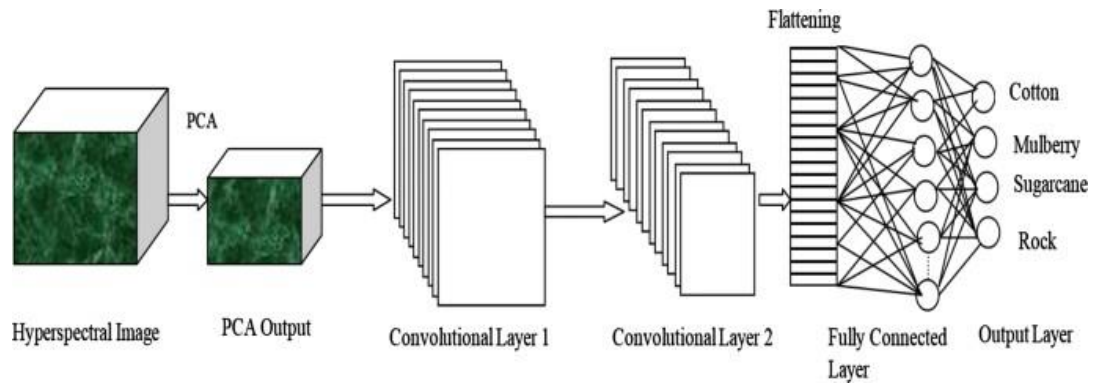 Flattening
PCA
Cotton
Mulberry
Sugarcane
Rock
Hyperspectral Image
PCA Output
Convolutional Layer 1
Convolutional Layer 2
Fully Connected
Layer
Output Layer